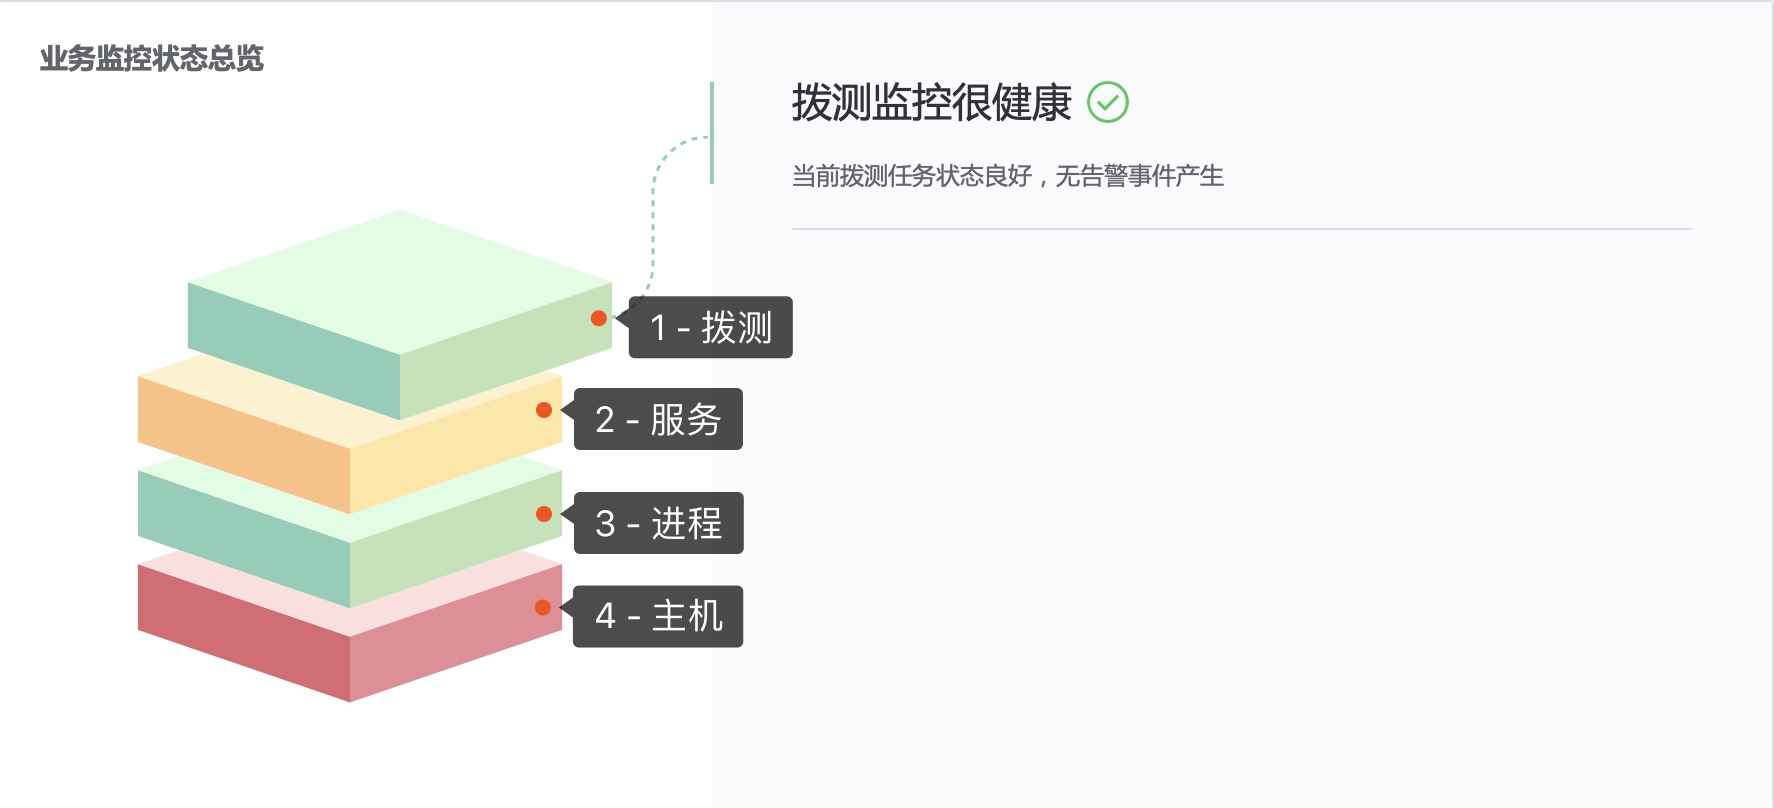 业务监控状态总览
拨测监控很健康
当前拨测任务状态良好，无告警事件产生
1 - 拨测
2 - 服务
3 - 进程
4 - 主机